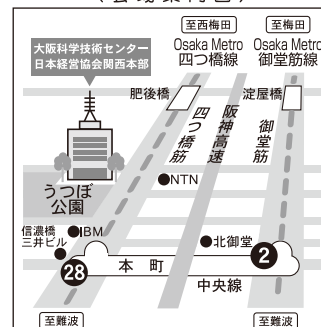 （会場案内図）
至西梅田
至梅田
Osaka Metro
四つ橋線
Osaka Metro
御堂筋線
大阪科学技術センター
日本経営協会関西本部
肥後橋
淀屋橋
四つ橋筋
阪神高速
御堂筋
NTN
うつぼ
公園
信濃橋
三井ビル
IBM
北御堂
28
本町
2
中央線
至難波
至難波